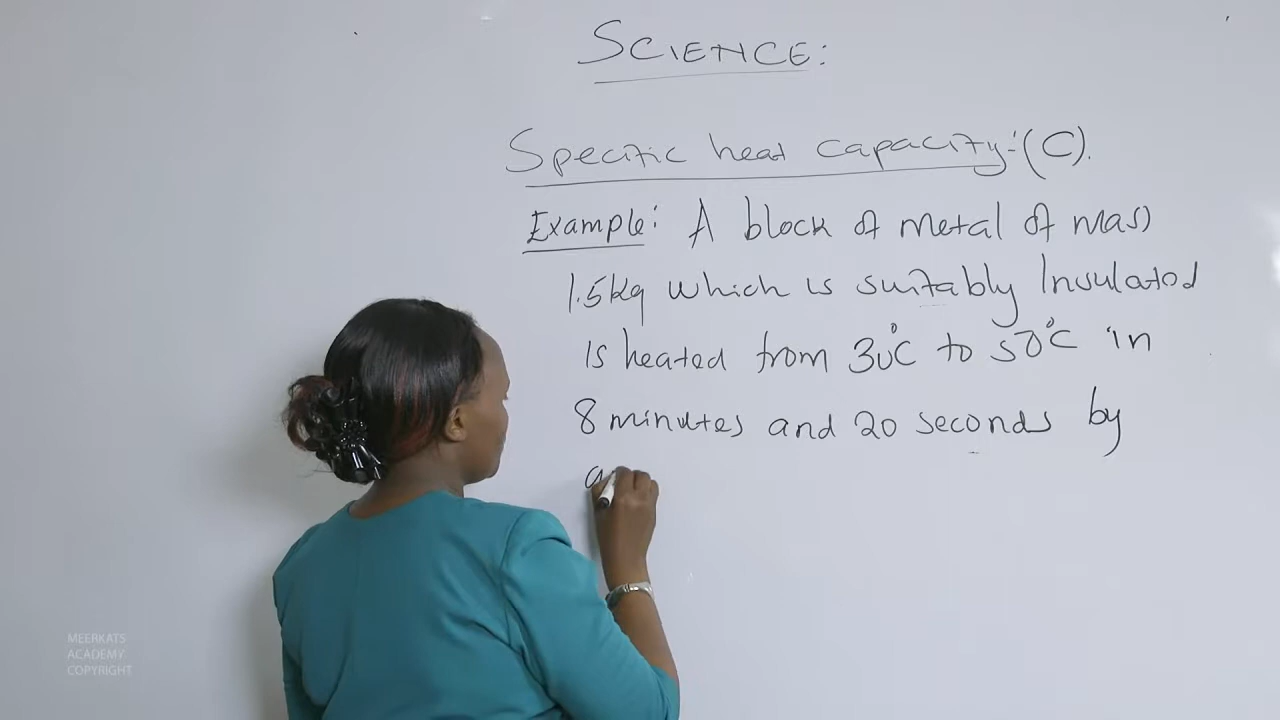 SCIENCE:
Specific heat capacity:(C).
Example: A block of metal of mass
1.5kg which is suitably Insulated
Is heated from 30°C to 50°C in
8 minutes and 20 seconds by
a
MEERKATS
ACADEMY
COPYRIGHT